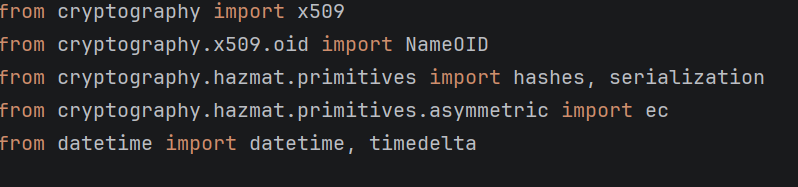 from cryptography import x509
from cryptography.x509.oid import NameOID
from cryptography.hazmat.primitives import hashes, serialization
from cryptography.hazmat.primitives.asymmetric import ec
from datetime import datetime, timedelta